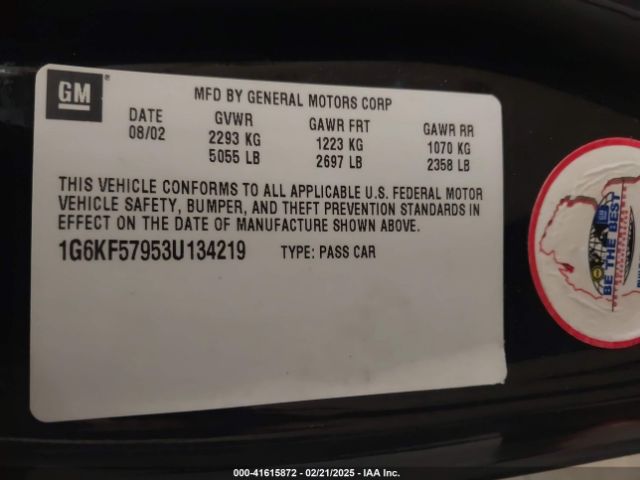 GM
®
MFD BY GENERAL MOTORS CORP
DATE GVWR GAWR FRT GAWR RR
08/02 2293 KG 1223 KG 1070 KG
5055 LB 2697 LB 2358 LB
THIS VEHICLE CONFORMS TO ALL APPLICABLE U.S. FEDERAL MOTOR
VEHICLE SAFETY, BUMPER, AND THEFT PREVENTION STANDARDS IN
EFFECT ON THE DATE OF MANUFACTURE SHOWN ABOVE.
1G6KF57953U134219 TYPE: PASS CAR
BE THE BEST
GM
000-41615872 - 02/21/2025 - IAAI Inc.